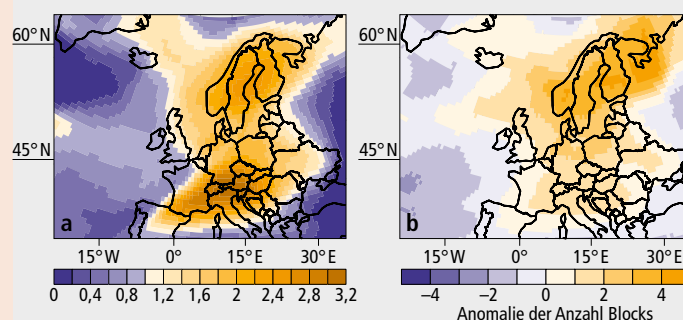 60°N
45°N
a
15°W 0° 15°E 30°E
0 0,4 0,8 1,2 1,6 2 2,4 2,8 3,2
60°N
45°N
b
15°W 0° 15°E 30°E
−4 −2 0 2 4
Anomalie der Anzahl Blocks